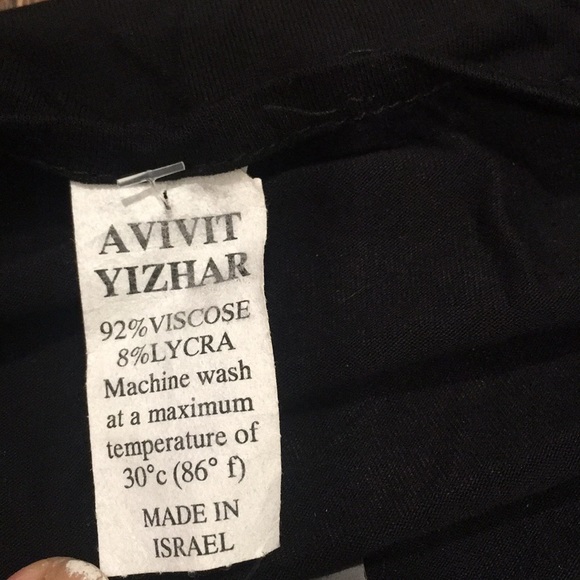 AVIVIT
YIZHAR
92%VISCOSE
8%LYCRA
Machine wash
at a maximum
temperature of
30°c (86° f)
MADE IN
ISRAEL